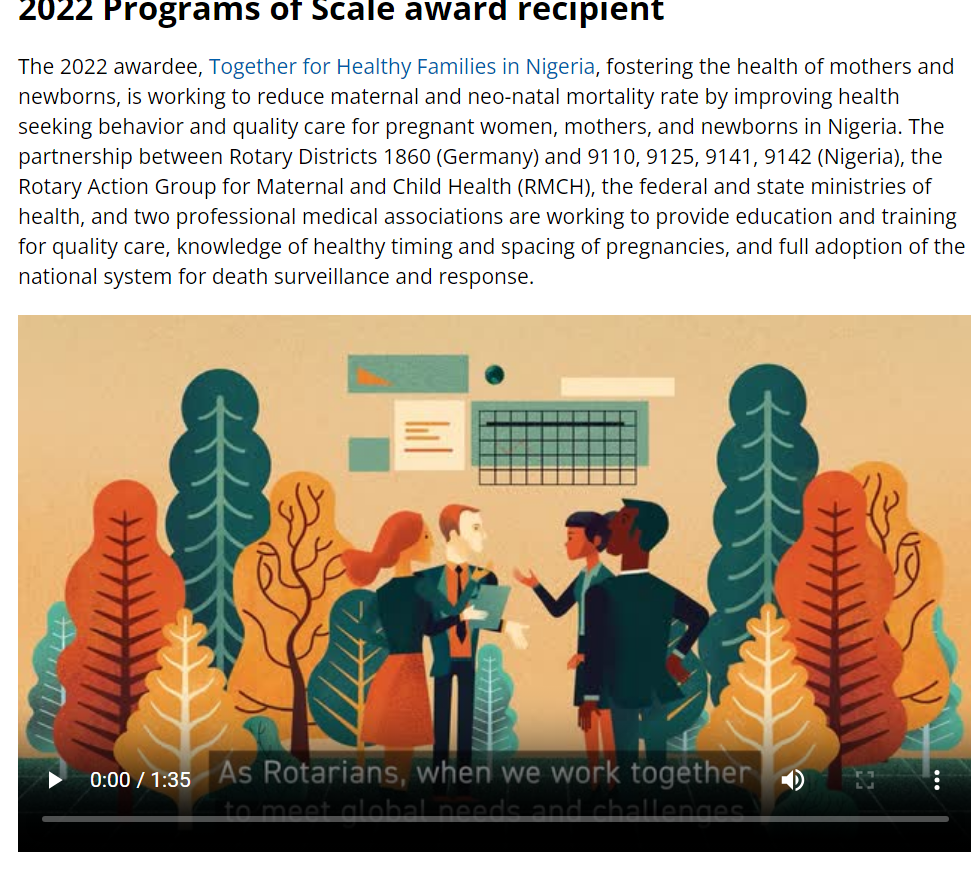 2022 Programs of Scale award recipient
The 2022 awardee, Together for Healthy Families in Nigeria, fostering the health of mothers and
newborns, is working to reduce maternal and neo-natal mortality rate by improving health
seeking behavior and quality care for pregnant women, mothers, and newborns in Nigeria. The
partnership between Rotary Districts 1860 (Germany) and 9110, 9125, 9141, 9142 (Nigeria), the
Rotary Action Group for Maternal and Child Health (RMCH), the federal and state ministries of
health, and two professional medical associations are working to provide education and training
for quality care, knowledge of healthy timing and spacing of pregnancies, and full adoption of the
national system for death surveillance and response.
0:00 / 1:35
As Rotarians, when we work together
to meet global needs and challenges